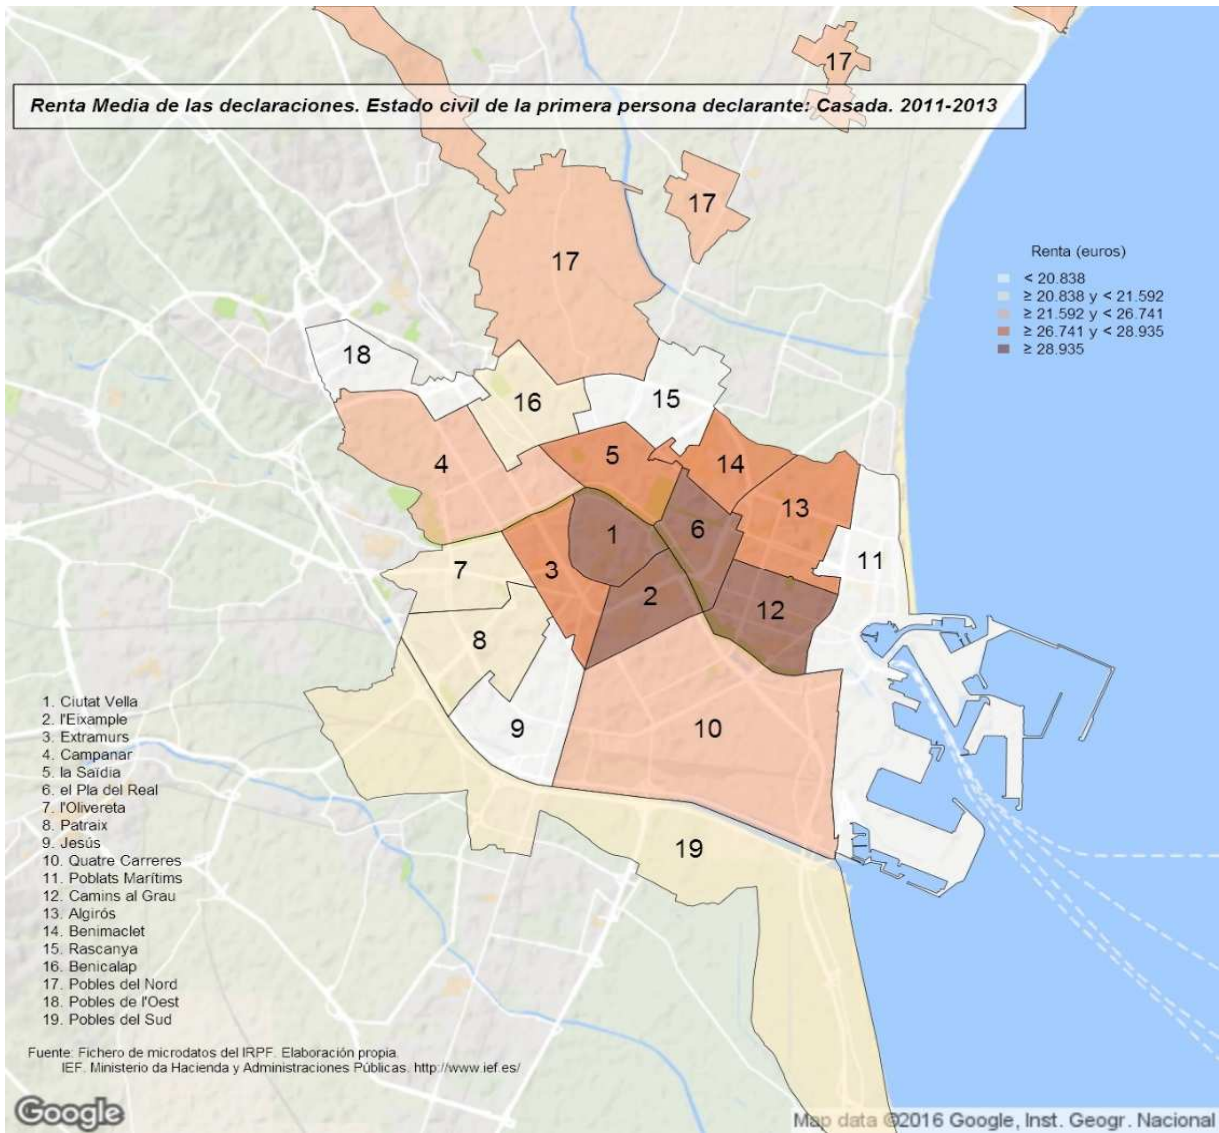 17
Renta Media de las declaraciones. Estado civil de la primera persona declarante: Casada. 2011-2013
17
17
Renta (euros)
< 20.838
≥ 20.838 y < 21.592
≥ 21.592 y < 26.741
≥ 26.741 y < 28.935
≥ 28.935
18
16
15
4
5
14
13
1
6
11
7
3
2
12
8
9
10
19
1. Ciutat Vella
2. l'Eixample
3. Extramurs
4. Campanar
5. la Saïdia
6. el Pla del Real
7. l'Olivereta
8. Patraix
9. Jesús
10. Quatre Carreres
11. Poblats Marítims
12. Camins al Grau
13. Algirós
14. Benimaclet
15. Rascanya
16. Benicalap
17. Pobles del Nord
18. Pobles de l'Oest
19. Pobles del Sud
Fuente: Fichero de microdatos del IRPF. Elaboración propia.
IEF. Ministerio da Hacienda y Administraciones Públicas. http://www.ief.es/
Google
Map data ©2016 Google, Inst. Geogr. Nacional